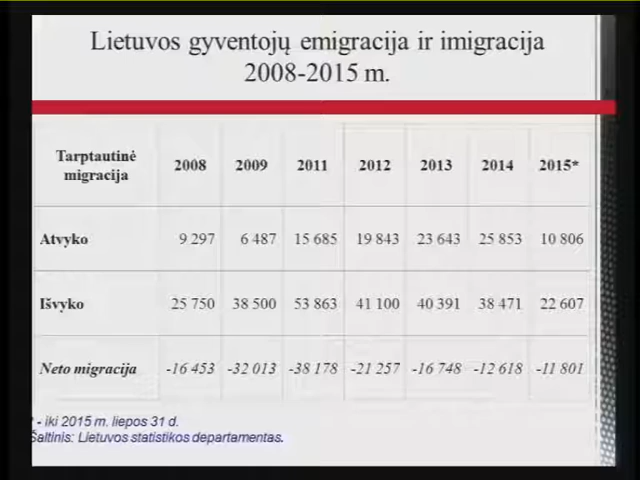 Lietuvos gyventojų emigracija ir imigracija
2008-2015 m.
Tarptautinė migracija 2008 2009 2011 2012 2013 2014 2015*
Atvyko 9 297 6 487 15 685 19 843 23 643 25 853 10 806
Išvyko 25 750 38 500 53 863 41 100 40 391 38 471 22 607
Neto migracija -16 453 -32 013 -38 178 -21 257 -16 748 -12 618 -11 801
* - iki 2015 m. liepos 31 d.
Šaltinis: Lietuvos statistikos departamentas.